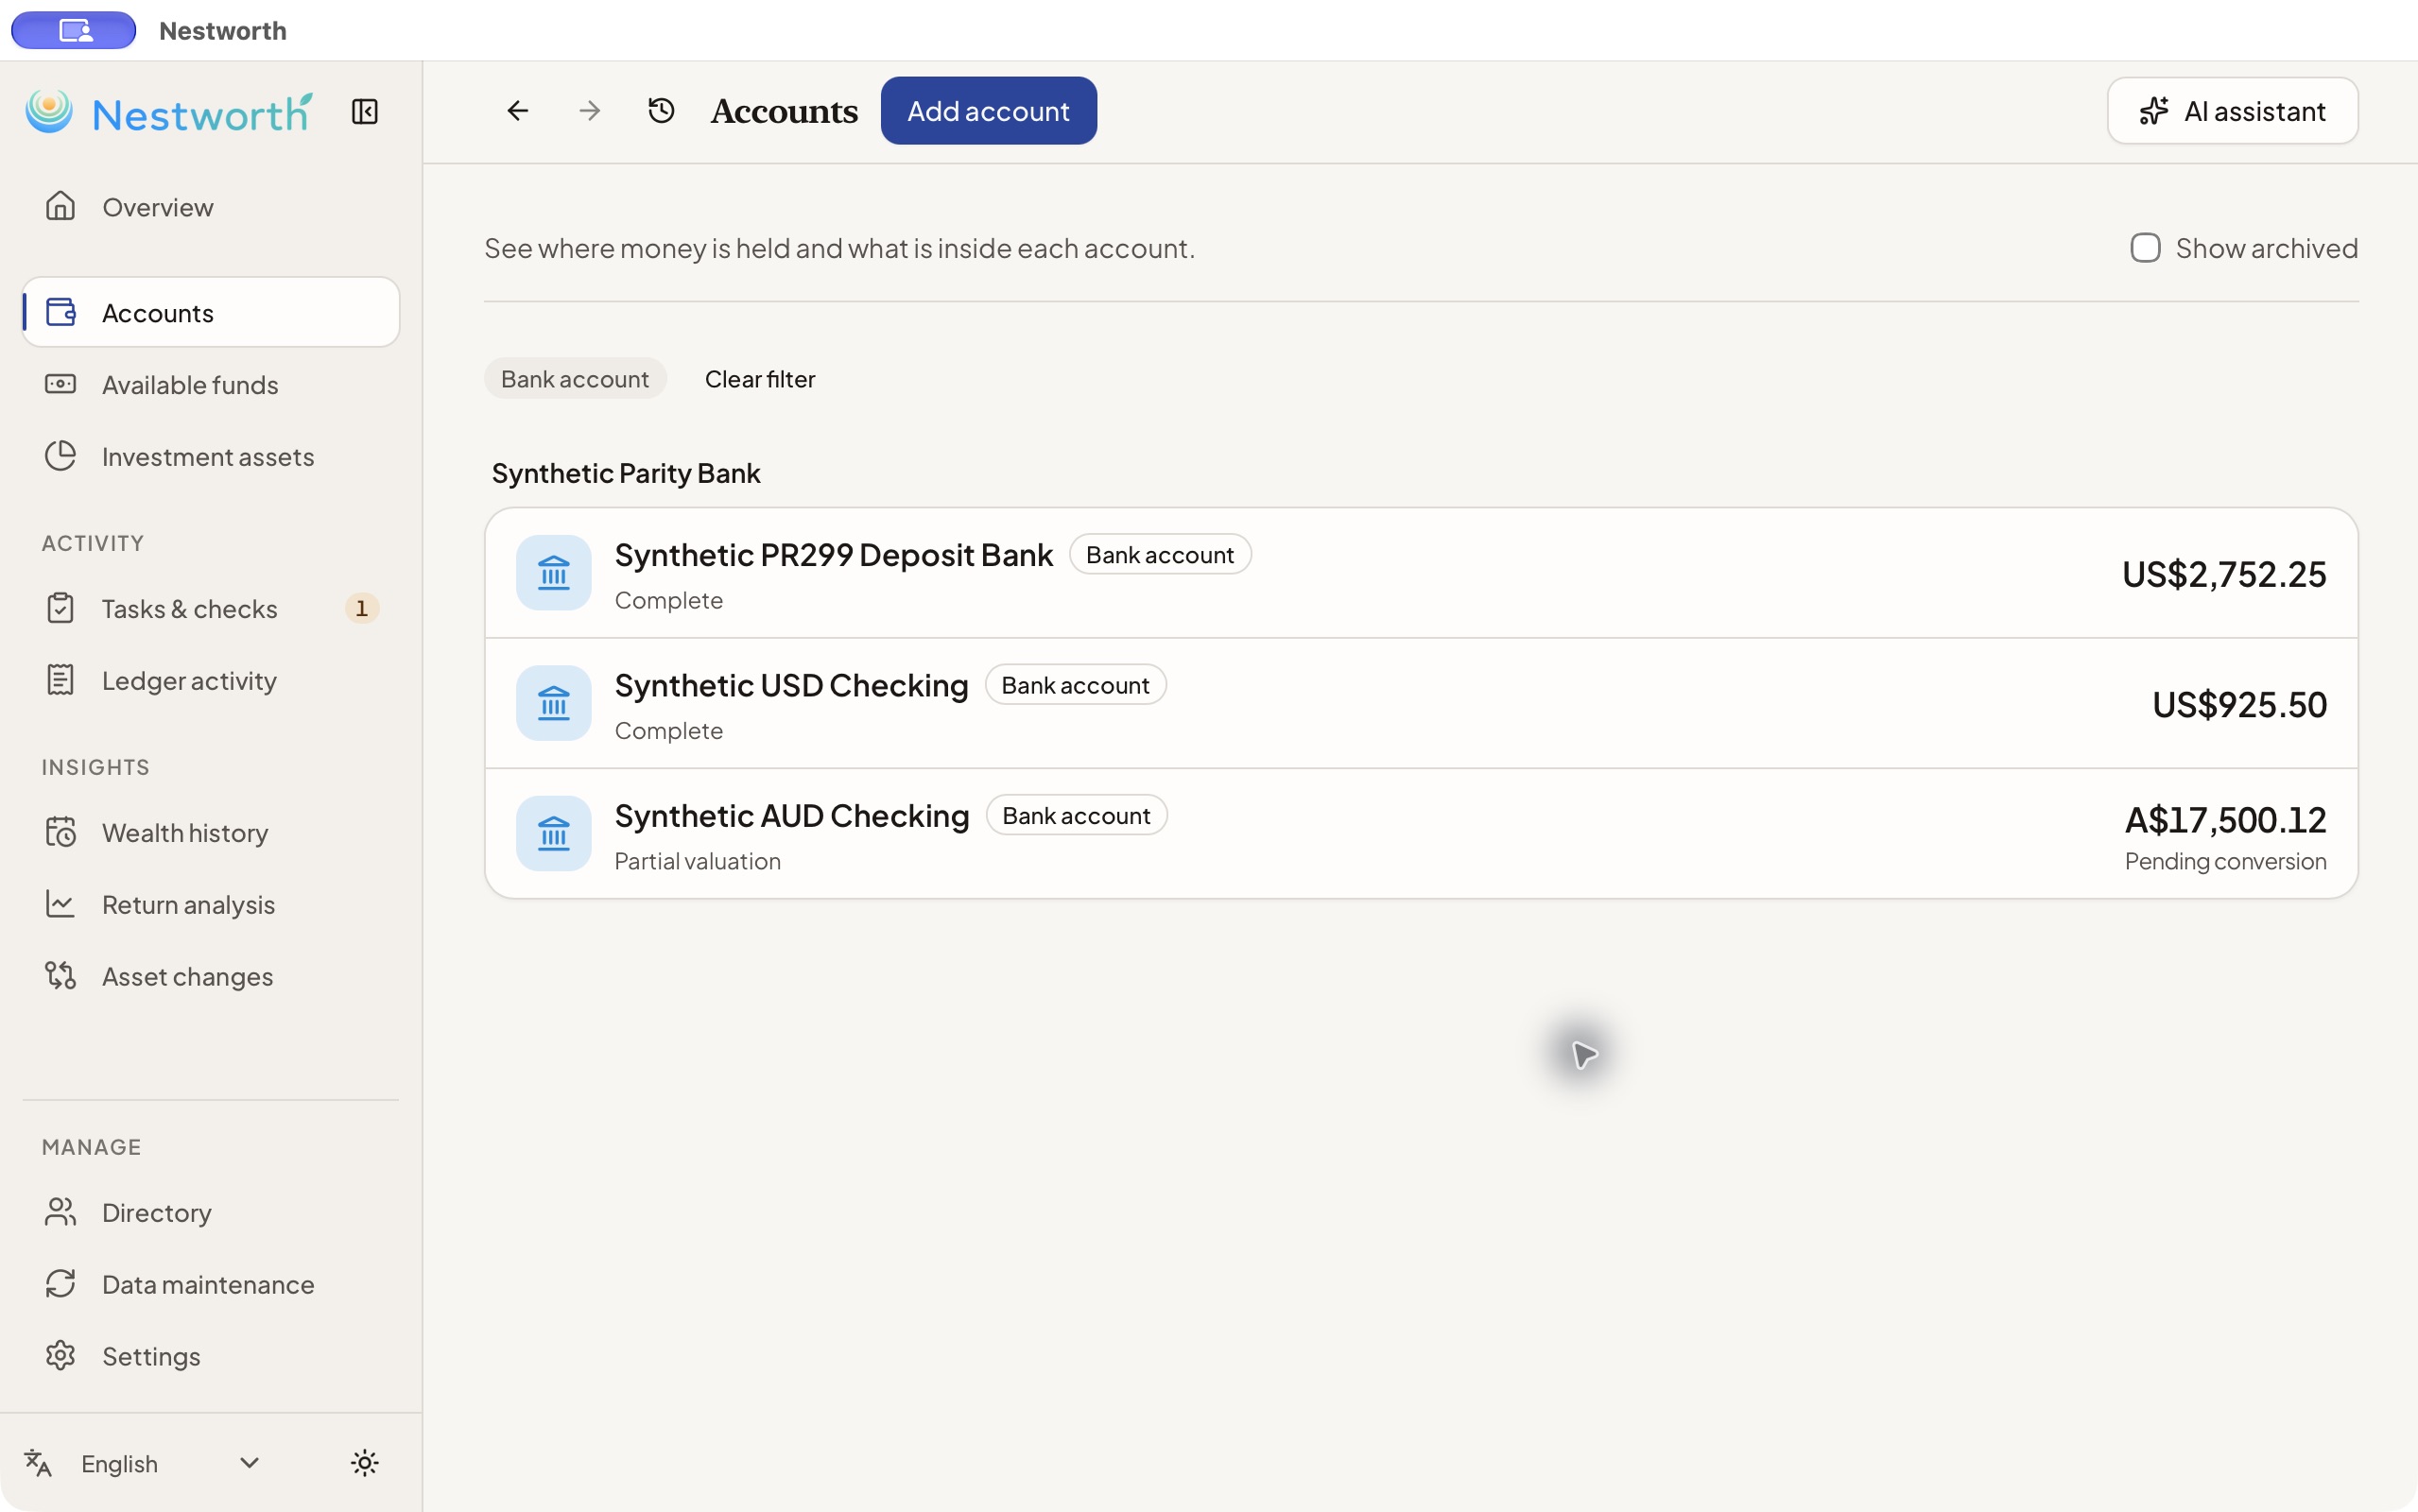 Nestworth
Nestworth
Overview
Accounts
Available funds
Investment assets
ACTIVITY
Tasks & checks 1
Ledger activity
INSIGHTS
Wealth history
Return analysis
Asset changes
MANAGE
Directory
Data maintenance
Settings
English
Accounts Add account AI assistant
See where money is held and what is inside each account. Show archived
Bank account Clear filter
Synthetic Parity Bank
Synthetic PR299 Deposit Bank Bank account
Complete
US$2,752.25
Synthetic USD Checking Bank account
Complete
US$925.50
Synthetic AUD Checking Bank account
Partial valuation
A$17,500.12
Pending conversion